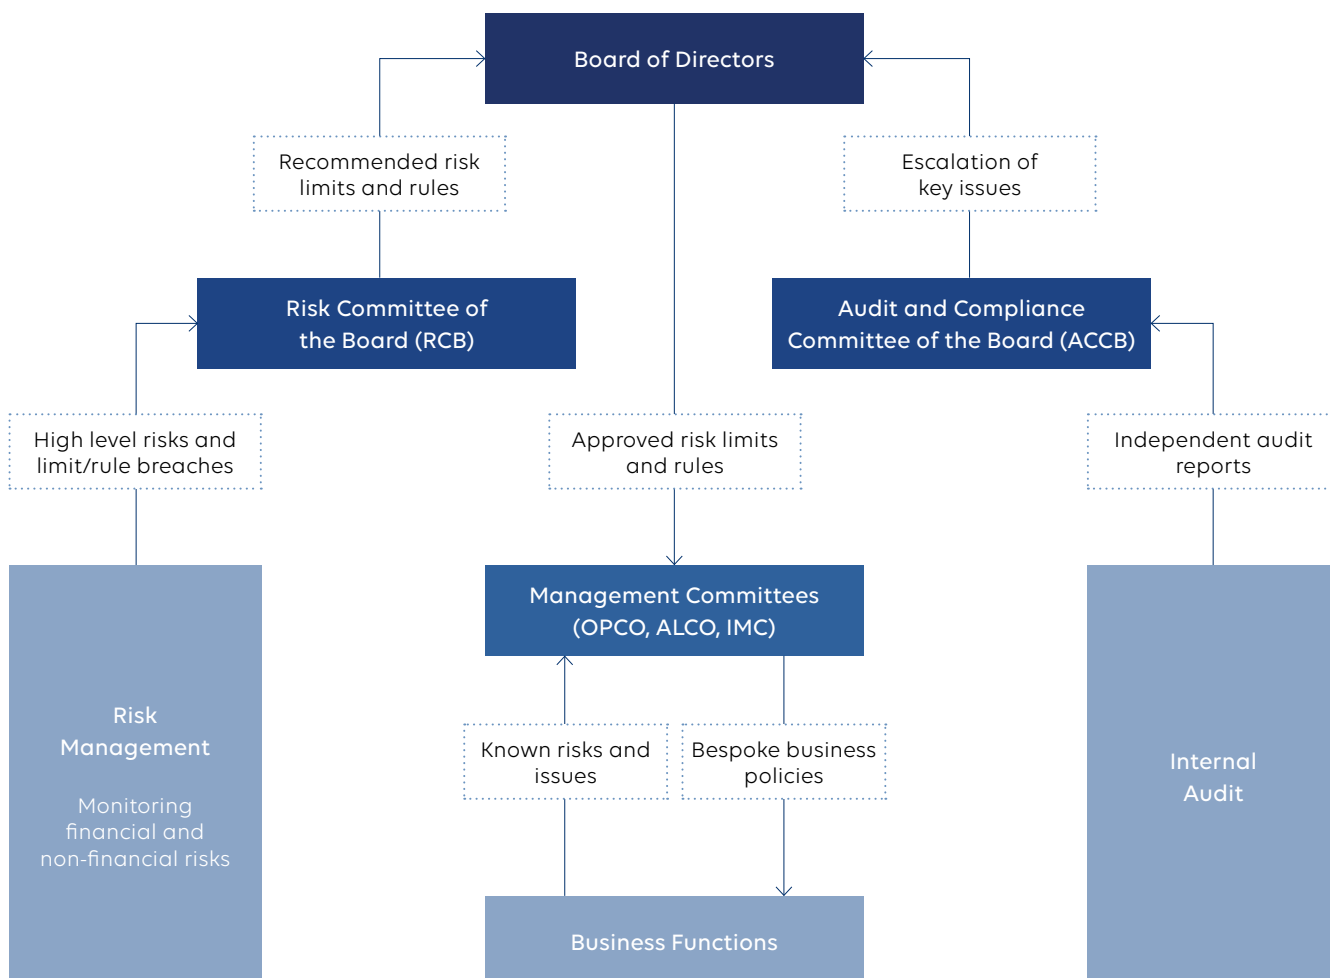 Board of Directors
Recommended risk
limits and rules
Escalation of
key issues
Risk Committee of
the Board (RCB)
Audit and Compliance
Committee of the Board (ACCB)
High level risks and
limit/rule breaches
Approved risk limits
and rules
Independent audit
reports
Management Committees
(OPCO, ALCO, IMC)
Risk
Management
Monitoring
financial and
non-financial risks
Known risks and
issues
Bespoke business
policies
Internal
Audit
Business Functions